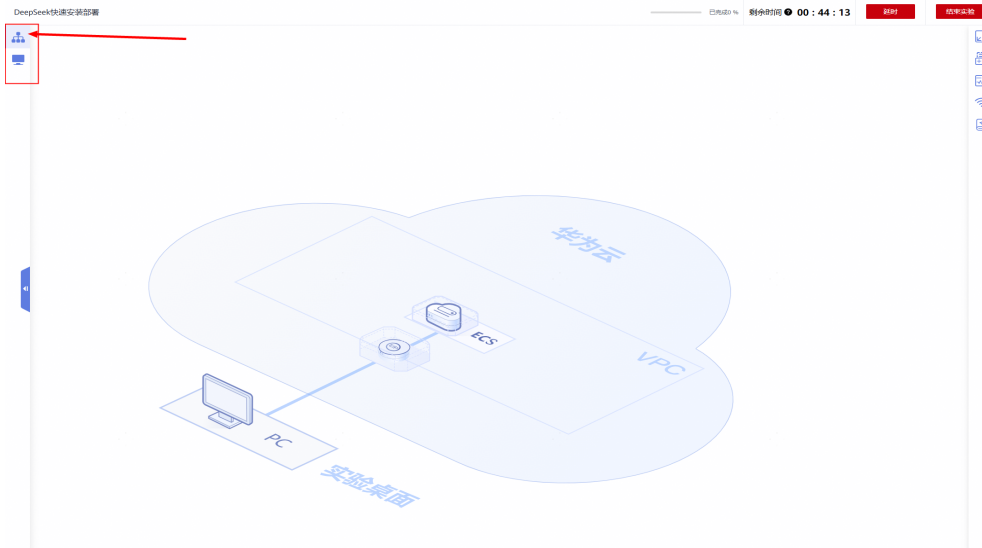 DeepSeek快速安装部署
已完成0 %
剩余时间 ? 00 : 44 : 13
延时
结束实验
华为云
ECS
VPC
PC
实验桌面